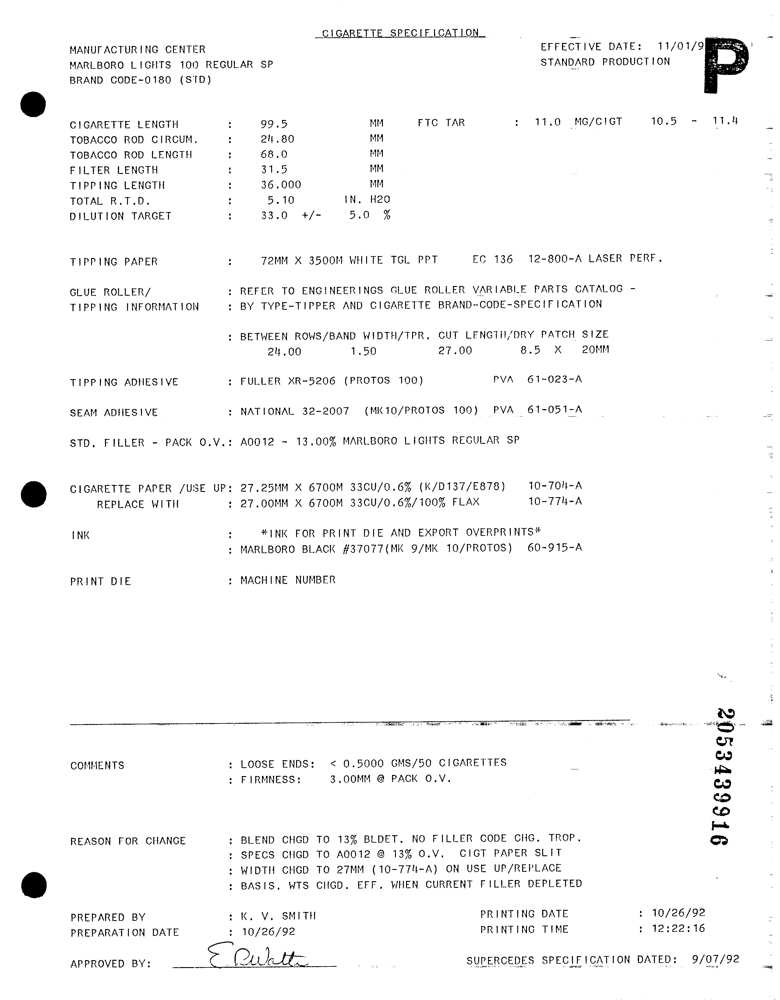 CIGARETTE SPECIFICATION
MANUFACTURING CENTER EFFECTIVE DATE: 11/01/9
MARLBORO LIGHTS 100 REGULAR SP STANDARD PRODUCTION
BRAND CODE-0180 (STD)
P
CIGARETTE LENGTH : 99.5 MM FTC TAR : 11.0 MG/CIGT 10.5 - 11.4
TOBACCO ROD CIRCUM. : 24.80 MM
TOBACCO ROD LENGTH : 68.0 MM
FILTER LENGTH : 31.5 MM
TIPPING LENGTH : 36.000 MM
TOTAL R.T.D. : 5.10 IN. H2O
DILUTION TARGET : 33.0 +/- 5.0 %
TIPPING PAPER : 72MM X 3500M WHITE TGL PPT EC 136 12-800-A LASER PERF.
GLUE ROLLER/ : REFER TO ENGINEERINGS GLUE ROLLER VARIABLE PARTS CATALOG -
TIPPING INFORMATION : BY TYPE-TIPPER AND CIGARETTE BRAND-CODE-SPECIFICATION
: BETWEEN ROWS/BAND WIDTH/TPR. CUT LENGTH/DRY PATCH SIZE
24.00 1.50 27.00 8.5 X 20MM
TIPPING ADHESIVE : FULLER XR-5206 (PROTOS 100) PVA 61-023-A
SEAM ADHESIVE : NATIONAL 32-2007 (MK10/PROTOS 100) PVA 61-051-A
STD. FILLER - PACK O.V.: A0012 - 13.00% MARLBORO LIGHTS REGULAR SP
CIGARETTE PAPER /USE UP: 27.25MM X 6700M 33CU/0.6% (K/D137/E878) 10-704-A
REPLACE WITH : 27.00MM X 6700M 33CU/0.6%/100% FLAX 10-774-A
INK : *INK FOR PRINT DIE AND EXPORT OVERPRINTS*
: MARLBORO BLACK #37077(MK 9/MK 10/PROTOS) 60-915-A
PRINT DIE : MACHINE NUMBER
2053439916
COMMENTS : LOOSE ENDS: < 0.5000 GMS/50 CIGARETTES
: FIRMNESS: 3.00MM @ PACK O.V.
REASON FOR CHANGE : BLEND CHGD TO 13% BLDET. NO FILLER CODE CHG. TROP.
: SPECS CHGD TO A0012 @ 13% O.V. CIGT PAPER SLIT
: WIDTH CHGD TO 27MM (10-774-A) ON USE UP/REPLACE
: BASIS. WTS CHGD. EFF. WHEN CURRENT FILLER DEPLETED
PREPARED BY : K. V. SMITH PRINTING DATE : 10/26/92
PREPARATION DATE : 10/26/92 PRINTING TIME : 12:22:16
APPROVED BY: SUPERCEDES SPECIFICATION DATED: 9/07/92